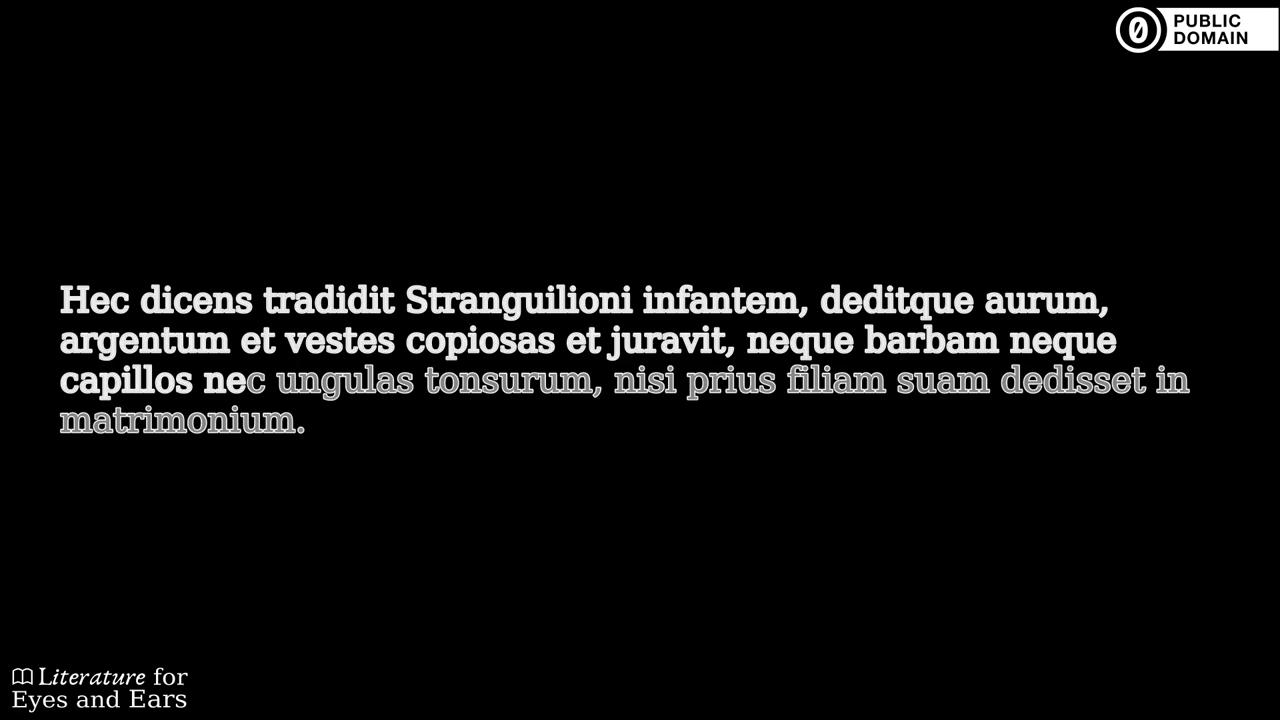 PUBLIC
DOMAIN
Hec dicens tradidit Stranguilioni infantem, deditque aurum,
argentum et vestes copiosas et juravit, neque barbam neque
capillos nec ungulas tonsurum, nisi prius filiam suam dedisset in
matrimonium.
Literature for
Eyes and Ears